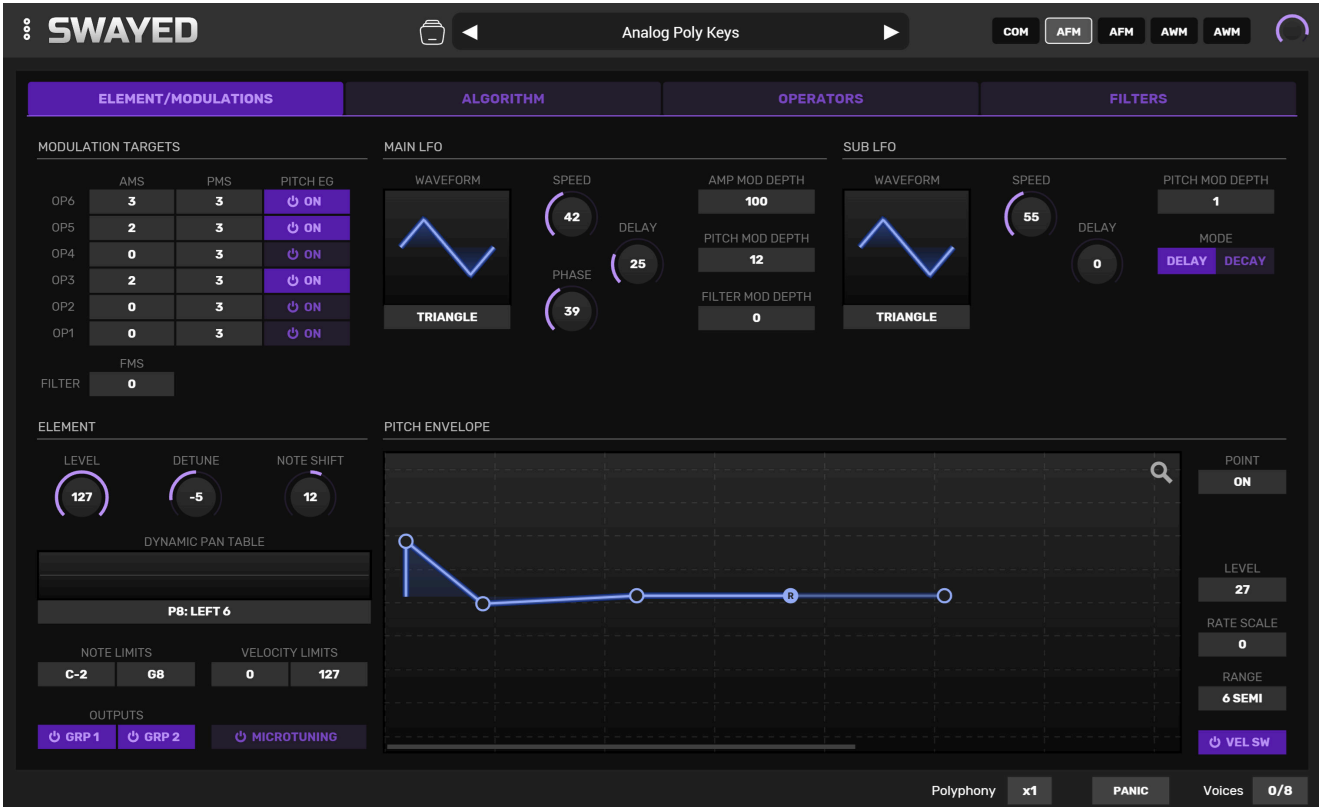 SWAYED
Analog Poly Keys
COM AFM AFM AWM AWM
ELEMENT/MODULATIONS ALGORITHM OPERATORS FILTERS
MODULATION TARGETS
AMS PMS PITCH EG
OP6 3 3 ON
OP5 2 3 ON
OP4 0 3 ON
OP3 2 3 ON
OP2 0 3 ON
OP1 0 3 ON
FMS
FILTER 0
MAIN LFO
WAVEFORM
TRIANGLE
SPEED
42
DELAY
25
PHASE
39
AMP MOD DEPTH
100
PITCH MOD DEPTH
12
FILTER MOD DEPTH
0
SUB LFO
WAVEFORM
TRIANGLE
SPEED
55
DELAY
0
PITCH MOD DEPTH
1
MODE
DELAY DECAY
ELEMENT
LEVEL DETUNE NOTE SHIFT
127 -5 12
DYNAMIC PAN TABLE
P8: LEFT 6
NOTE LIMITS VELOCITY LIMITS
C-2 G8 0 127
OUTPUTS
GRP 1 GRP 2 MICROTUNING
PITCH ENVELOPE
R
POINT
ON
LEVEL
27
RATE SCALE
0
RANGE
6 SEMI
VEL SW
Polyphony x1 PANIC Voices 0/8